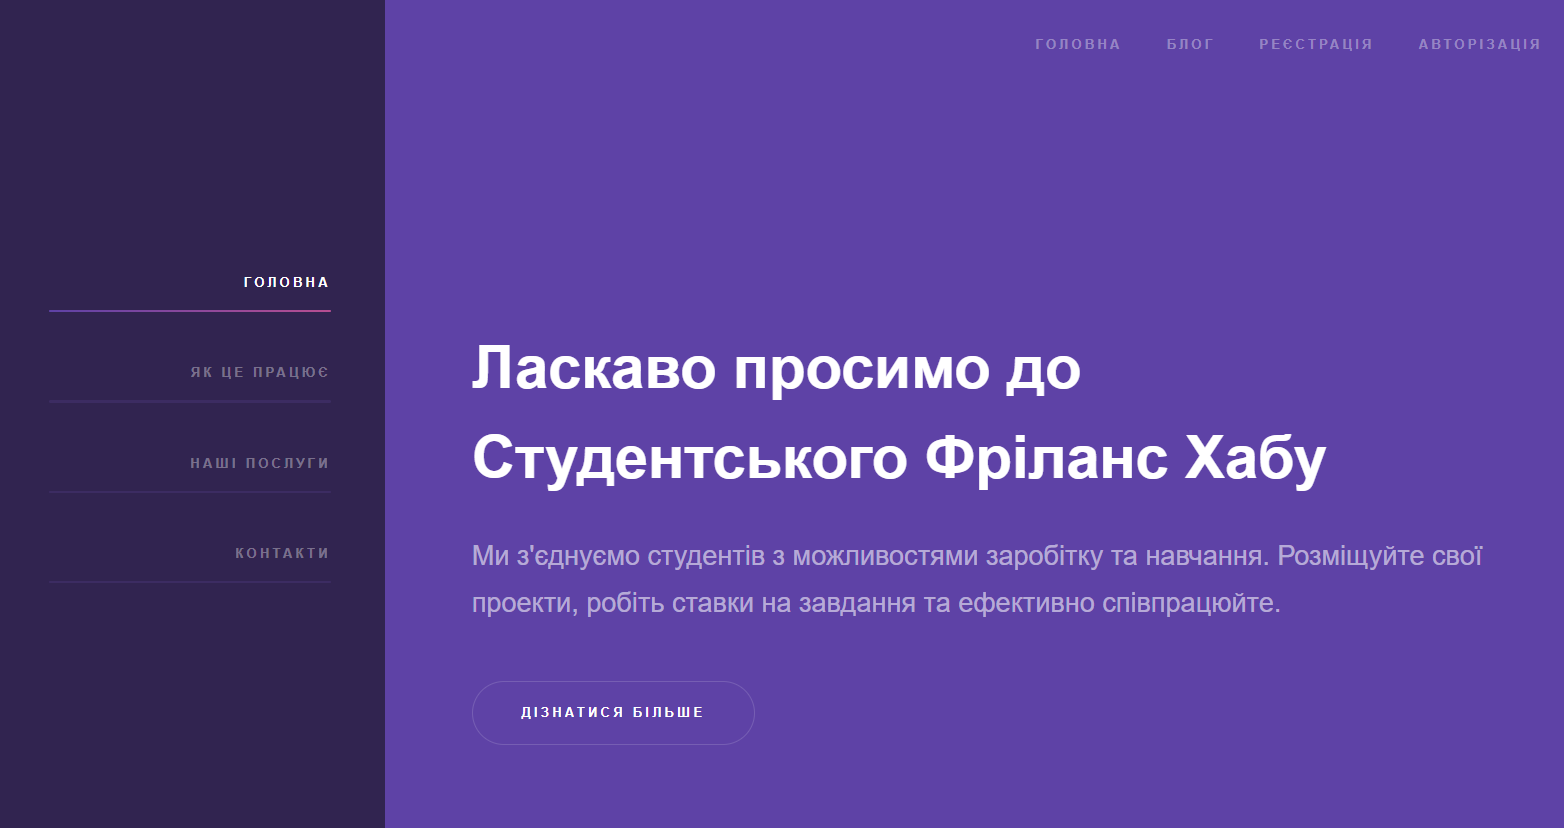 ГОЛОВНА
БЛОГ
РЕЄСТРАЦІЯ
АВТОРІЗАЦІЯ
ГОЛОВНА
ЯК ЦЕ ПРАЦЮЄ
НАШІ ПОСЛУГИ
КОНТАКТИ
Ласкаво просимо до
Студентського Фріланс Хабу
Ми з'єднуємо студентів з можливостями заробітку та навчання. Розміщуйте свої
проекти, робіть ставки на завдання та ефективно співпрацюйте.
ДІЗНАТИСЯ БІЛЬШЕ